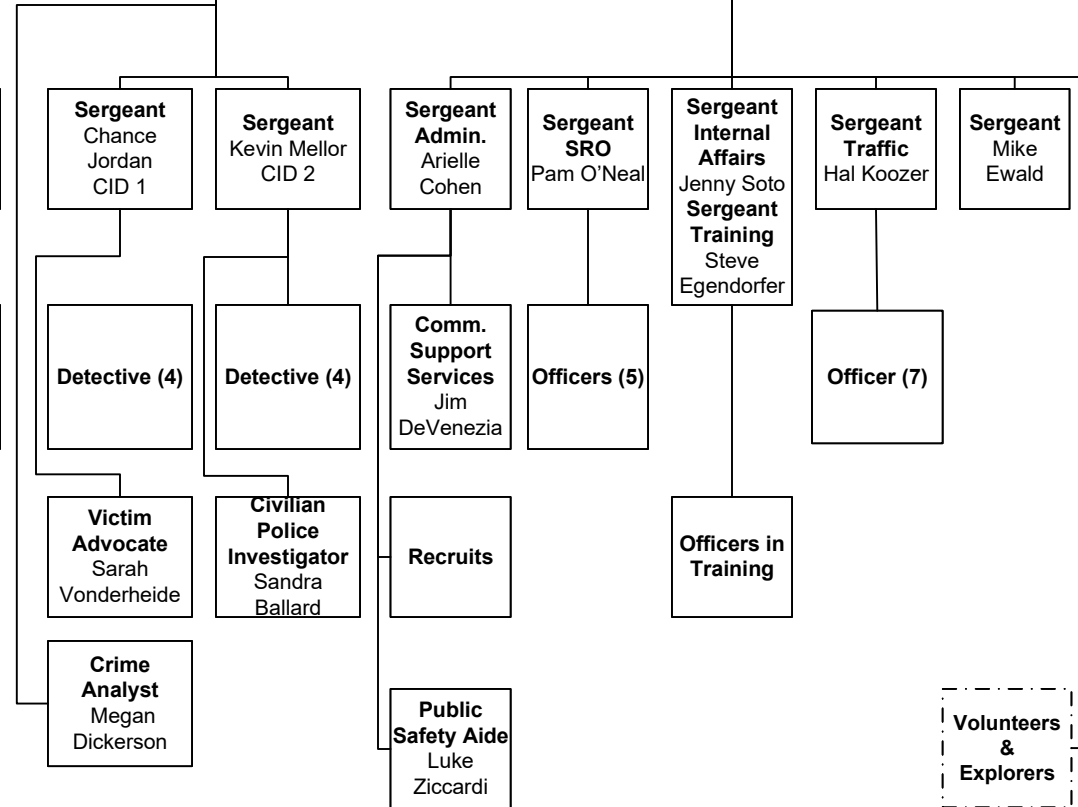 Sergeant
Chance
Jordan
CID 1
Sergeant
Kevin Mellor
CID 2
Sergeant
Admin.
Arielle
Cohen
Sergeant
SRO
Pam O’Neal
Sergeant
Internal
Affairs
Jenny Soto
Sergeant
Training
Steve
Egendorfer
Sergeant
Traffic
Hal Koozer
Sergeant
Mike
Ewald
Detective (4)
Detective (4)
Comm.
Support
Services
Jim
DeVenezia
Officers (5)
Officer (7)
Victim
Advocate
Sarah
Vonderheide
Civilian
Police
Investigator
Sandra
Ballard
Recruits
Officers in
Training
Crime
Analyst
Megan
Dickerson
Public
Safety Aide
Luke
Ziccardi
Volunteers
&
Explorers